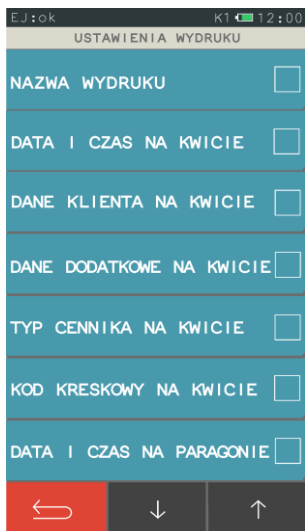 EJ:ok K1 12:00
USTAWIENIA WYDRUKU
NAZWA WYDRUKU
DATA I CZAS NA KWICIE
DANE KLIENTA NA KWICIE
DANE DODATKOWE NA KWICIE
TYP CENNIKA NA KWICIE
KOD KRESKOWY NA KWICIE
DATA I CZAS NA PARAGONIE